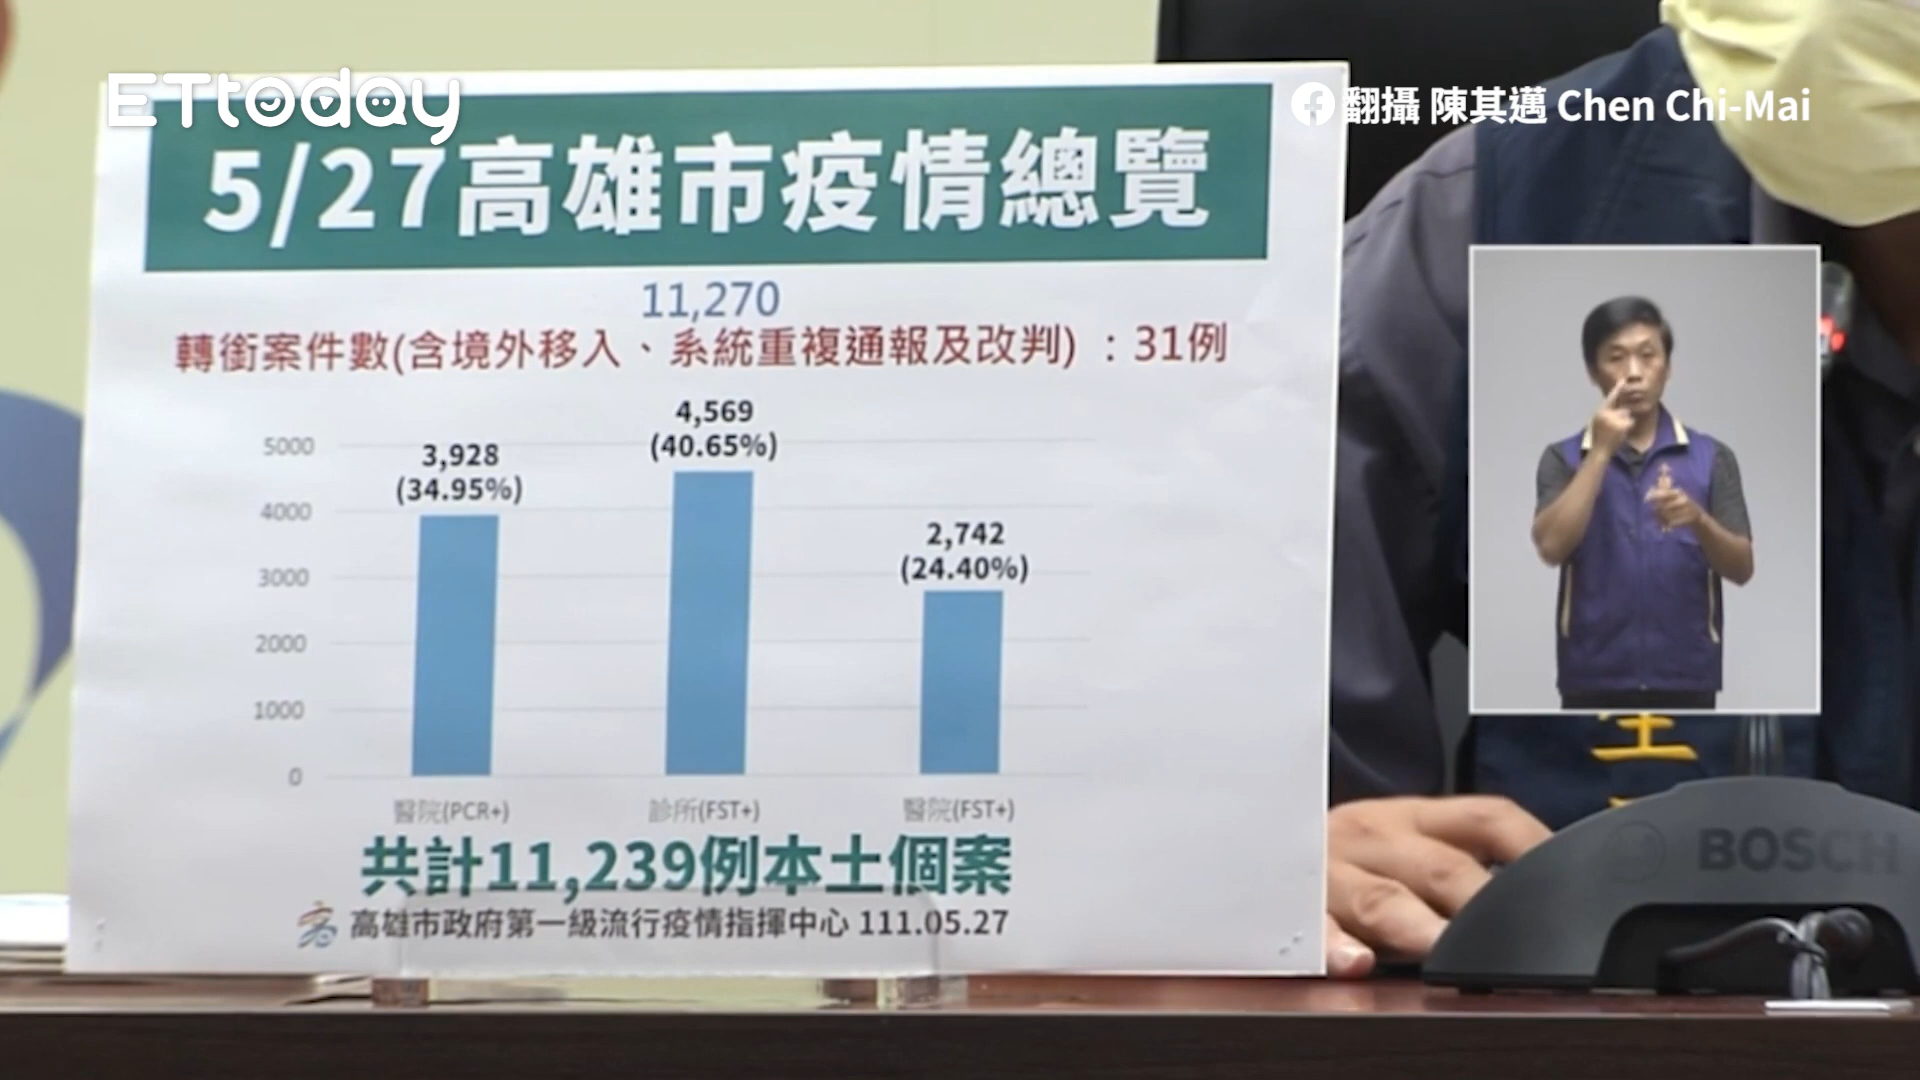 ETtoday
翻攝 陳其邁 Chen Chi-Mai
5/27高雄市疫情總覽
11,270
轉銜案件數(含境外移入、系統重複通報及改判)：31例
5000
4000
3000
2000
1000
0
3,928
(34.95%)
4,569
(40.65%)
2,742
(24.40%)
醫院(PCR+)
診所(FST+)
醫院(FST+)
共計11,239例本土個案
高雄市政府第一級流行疫情指揮中心 111.05.27
BOSCH